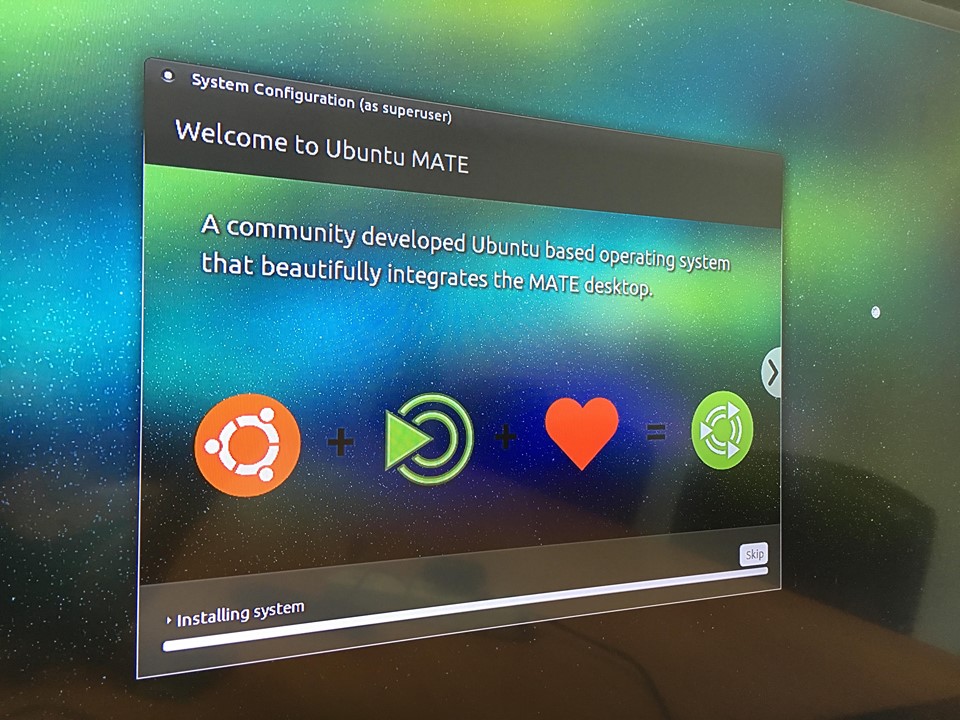 System Configuration (as superuser)
Welcome to Ubuntu MATE
A community developed Ubuntu based operating system
that beautifully integrates the MATE desktop.
+ + =
Skip
Installing system